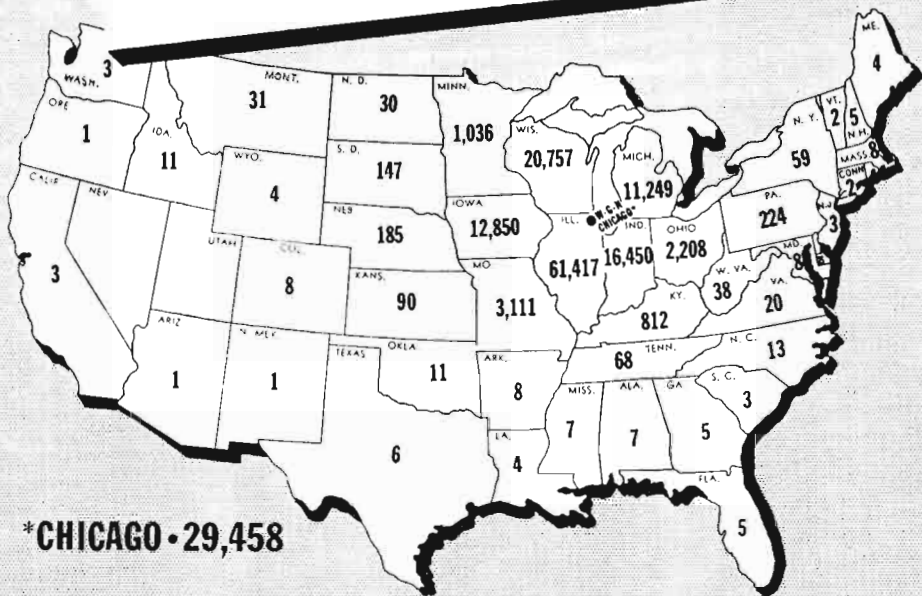 WASH.
3
ORE
1
CALIF
3
NEV
IDA.
11
MONT.
31
WYO.
4
UTAH
COL.
8
ARIZ
1
N. MEX
1
N. D.
30
S. D.
147
NEB
185
KANS.
90
OKLA.
11
TEXAS
6
MINN.
1,036
IOWA
12,850
MO
3,111
ARK.
8
LA.
4
WIS.
20,757
ILL.
61,417
W-G-N
CHICAGO*
MICH.
11,249
IND.
16,450
OHIO
2,208
KY.
812
TENN.
68
MISS.
7
ALA.
7
GA
5
FLA.
5
S. C.
3
N. C.
13
VA.
20
W. VA.
38
MD.
8
PA.
224
N.J.
3
N. Y.
59
CONN
2
MASS.
8
VT.
2
N.H.
5
ME.
4
*CHICAGO • 29,458